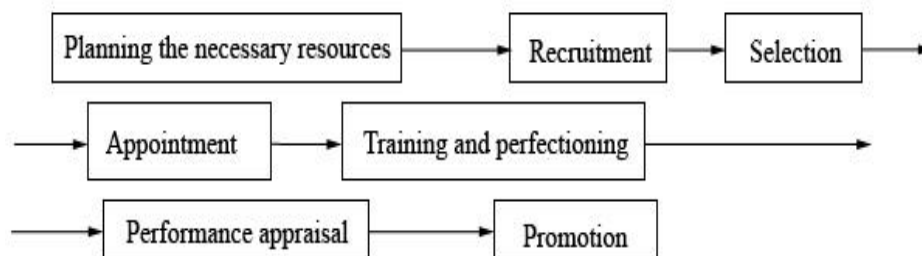 Planning the necessary resources
Recruitment
Selection
Appointment
Training and perfectioning
Performance appraisal
Promotion